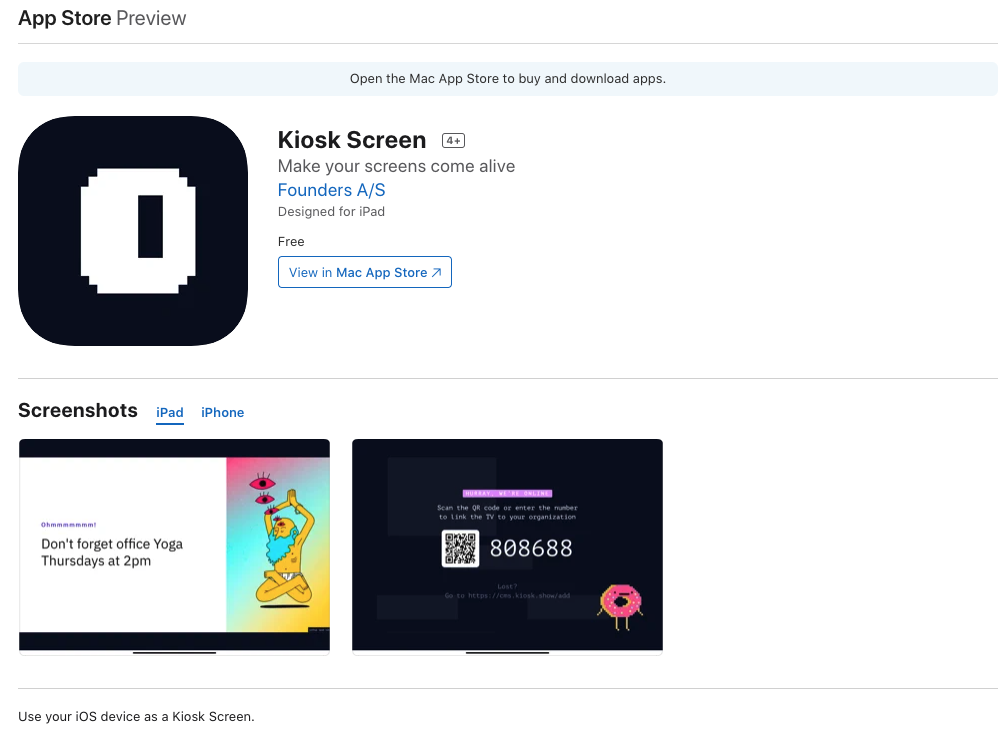 App Store Preview
Open the Mac App Store to buy and download apps.
Kiosk Screen 4+
Make your screens come alive
Founders A/S
Designed for iPad
Free
View in Mac App Store ↗
Screenshots iPad iPhone
Ohmmmmmmm!
Don't forget office Yoga
Thursdays at 2pm
HURRAY, WE'RE ONLINE
Scan the QR code or enter the number
to link the TV to your organization
808688
Lost?
Go to https://cms.kiosk.show/add
Use your iOS device as a Kiosk Screen.